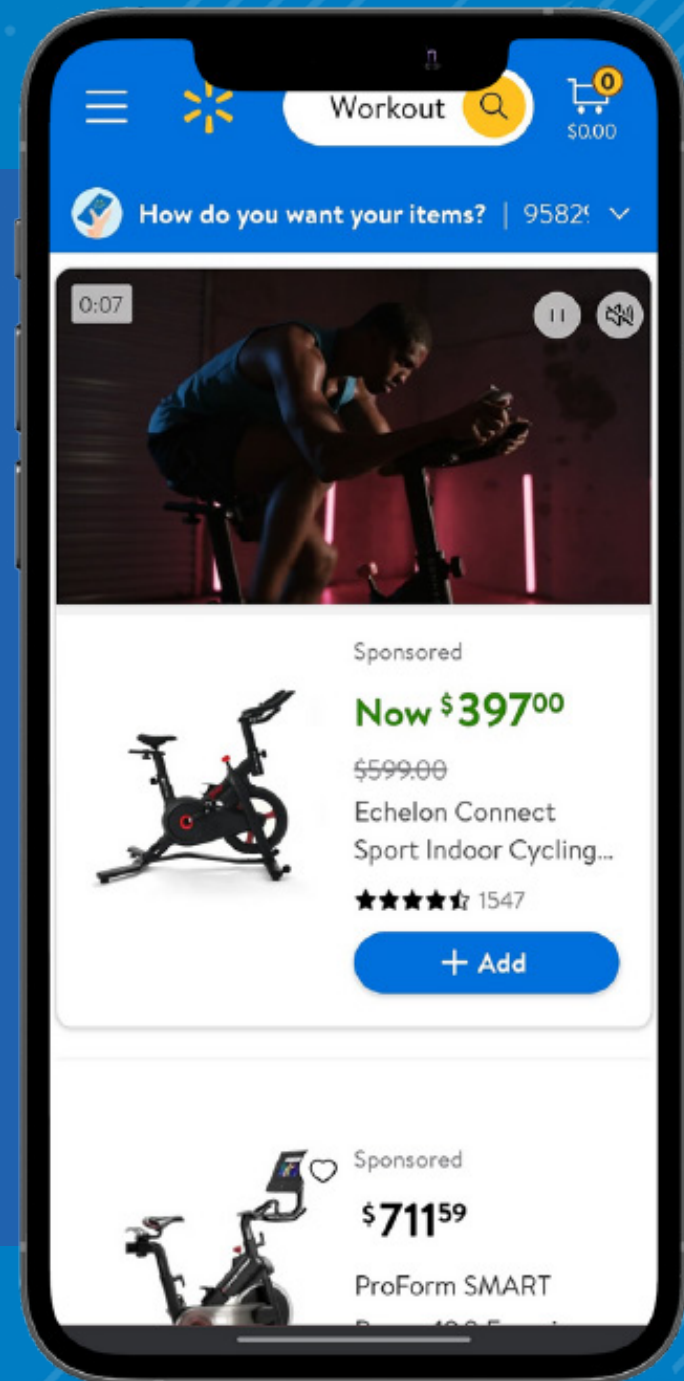 Workout
0
$0.00
How do you want your items? | 95829
0:07
Sponsored
Now $39700
$599.00
Echelon Connect
Sport Indoor Cycling...
1547
+ Add
Sponsored
$71159
ProForm SMART